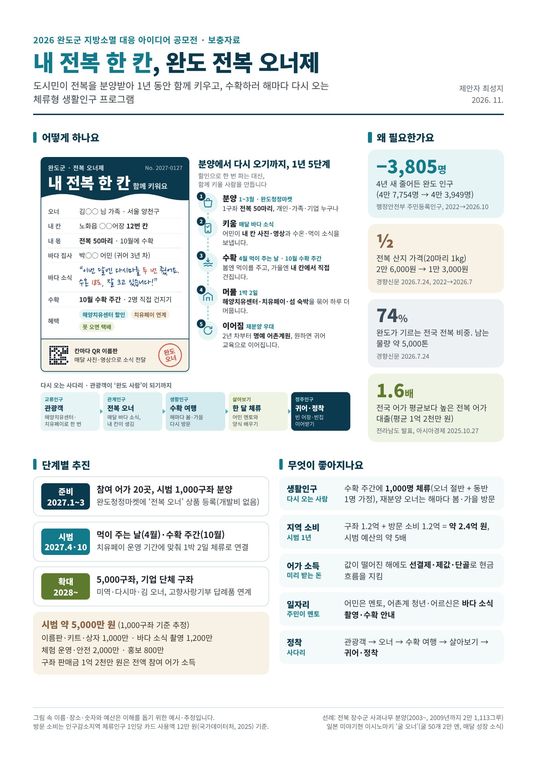 2026 완도군 지방소멸 대응 아이디어 공모전 · 보충자료
내 전복 한 칸, 완도 전복 오너제
도시민이 전복을 분양받아 1년 동안 함께 키우고, 수확하러 해마다 다시 오는
체류형 생활인구 프로그램
제안자 최성지
2026. 11.
어떻게 하나요
완도군 · 전복 오너제
No. 2027-0127
내 전복 한 칸 함께 키워요
오너 김○○ 님 가족 · 서울 양천구
내 칸 노화읍 ○○어장 12번 칸
내 몫 전복 50마리 · 10월에 수확
바다 집사 박○○ 어민 (귀어 3년 차)
바다 소식 "이번 달엔 다시마를 두 번 줬어요.
수온 18도, 잘 크고 있습니다!"
수확 10월 수확 주간 · 2명 직접 건지기
혜택 해양치유센터 할인 치유페이 연계
못 오면 택배
칸마다 QR 이름판
매달 사진·영상으로 소식 전달
완도
오너
분양에서 다시 오기까지, 1년 5단계
할인으로 한 번 파는 대신,
함께 키울 사람을 만듭니다
1 분양 1~3월 · 완도청정마켓
1구좌 전복 50마리, 개인·가족·기업 누구나
2 키움 매달 바다 소식
어민이 내 칸 사진·영상과 수온·먹이 소식을
보냅니다.
3 수확 4월 먹이 주는 날 · 10월 수확 주간
봄엔 먹이를 주고, 가을엔 내 칸에서 직접
건집니다.
4 머묾 1박 2일
해양치유센터·치유페이·섬 숙박을 묶어 하루 더
머뭅니다.
5 이어짐 재분양 우대
2년 차부터 명예 어촌계원, 원하면 귀어
교육으로 이어집니다.
다시 오는 사다리 · 관광객이 '완도 사람'이 되기까지
교류인구
관광객
해양치유센터·
치유페이로 한 번
관계인구
전복 오너
매달 바다 소식,
내 칸이 생김
생활인구
수확 여행
해마다 봄·가을
다시 방문
살아보기
한 달 체류
어민 멘토와
양식 배우기
정주인구
귀어·정착
빈 어장·빈집
이어받기
왜 필요한가요
−3,805명
4년 새 줄어든 완도 인구
(4만 7,754명 → 4만 3,949명)
행정안전부 주민등록인구, 2022→2026.10
½
전복 산지 가격(20마리 1kg)
2만 6,000원 → 1만 3,000원
경향신문 2026.7.24, 2022→2026.7
74%
완도가 기르는 전국 전복 비중. 남는
물량 약 5,000톤
경향신문 2026.7.24
1.6배
전국 어가 평균보다 높은 전복 어가
대출(평균 1억 2천만 원)
전라남도 발표, 아시아경제 2025.10.27
단계별 추진
준비
2027.1~3
참여 어가 20곳, 시범 1,000구좌 분양
완도청정마켓에 '전복 오너' 상품 등록(개발비 없음)
시범
2027.4·10
먹이 주는 날(4월)·수확 주간(10월)
치유페이 운영 기간에 맞춰 1박 2일 체류로 연결
확대
2028~
5,000구좌, 기업 단체 구좌
미역·다시마·김 오너, 고향사랑기부 답례품 연계
시범 약 5,000만 원 (1,000구좌 기준 추정)
이름판·키트·상자 1,000만 · 바다 소식 촬영 1,200만
체험 운영·안전 2,000만 · 홍보 800만
구좌 판매금 1억 2천만 원은 전액 참여 어가 소득
무엇이 좋아지나요
생활인구
다시 오는 사람
수확 주간에 1,000명 체류(오너 절반 + 동반
1명 가정), 재분양 오너는 해마다 봄·가을 방문
지역 소비
시범 1년
구좌 1.2억 + 방문 소비 1.2억 = 약 2.4억 원,
시범 예산의 약 5배
어가 소득
미리 받는 돈
값이 떨어진 해에도 선결제·제값·단골로 현금
흐름을 지킴
일자리
주민이 멘토
어민은 멘토, 어촌계 청년·어르신은 바다 소식
촬영·수확 안내
정착
사다리
관광객 → 오너 → 수확 여행 → 살아보기 →
귀어·정착
그림 속 이름·장소·숫자와 예산은 이해를 돕기 위한 예시·추정입니다.
방문 소비는 인구감소지역 체류인구 1인당 카드 사용액 12만 원(국가데이터처, 2025) 기준.
선례: 전북 장수군 사과나무 분양(2003~, 2009년까지 2만 1,113그루)
일본 미야기현 이시노마키 '굴 오너'(굴 50개 2만 엔, 매달 성장 소식)